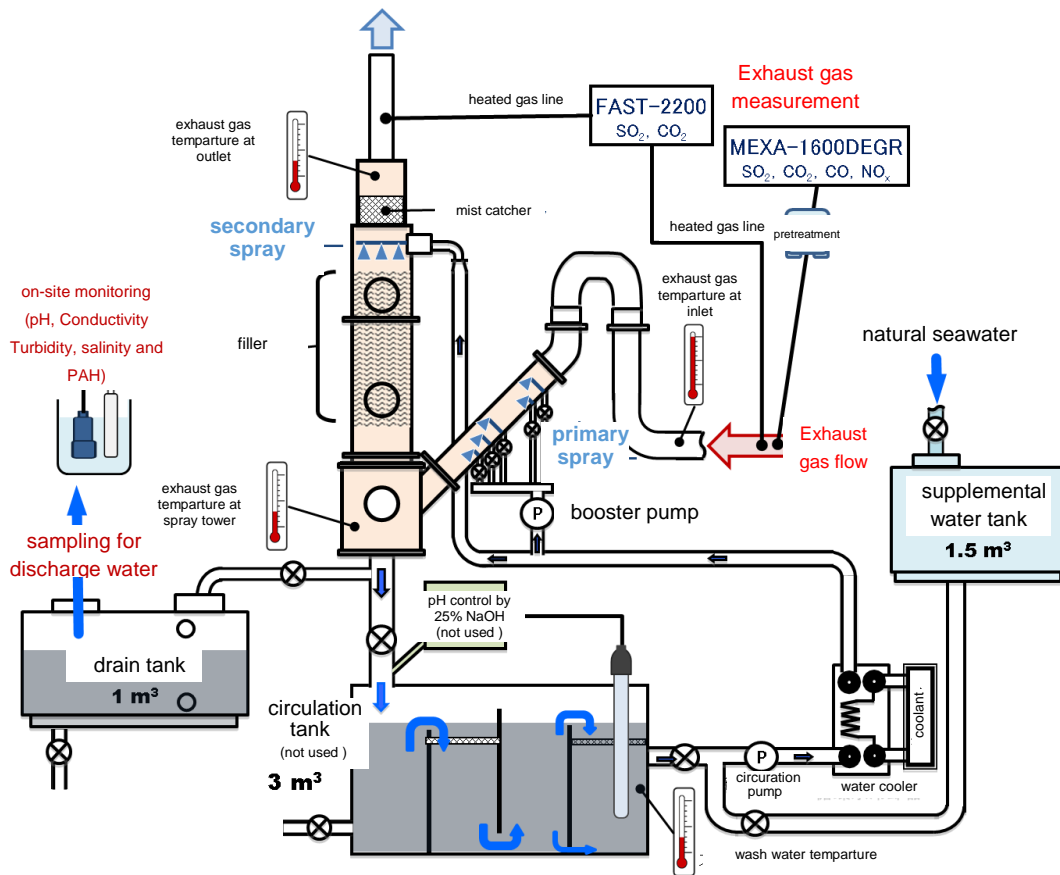 Exhaust gas
measurement
heated gas line
FAST-2200
SO₂, CO₂
MEXA-1600DEGR
SO₂, CO₂, CO, NOₓ
exhaust gas
temparture at
outlet
mist catcher
secondary
spray
heated gas line
pretreatment
on-site monitoring
(pH, Conductivity
Turbidity, salinity and
PAH)
filler
exhaust gas
temparture at
inlet
natural seawater
primary
spray
Exhaust
gas flow
exhaust gas
temparture at
spray tower
P
booster pump
supplemental
water tank
1.5 m³
sampling for
discharge water
pH control by
25% NaOH
(not used )
drain tank
1 m³
circulation
tank
(not used )
3 m³
coolant
P
circuration
pump
water cooler
wash water temparture